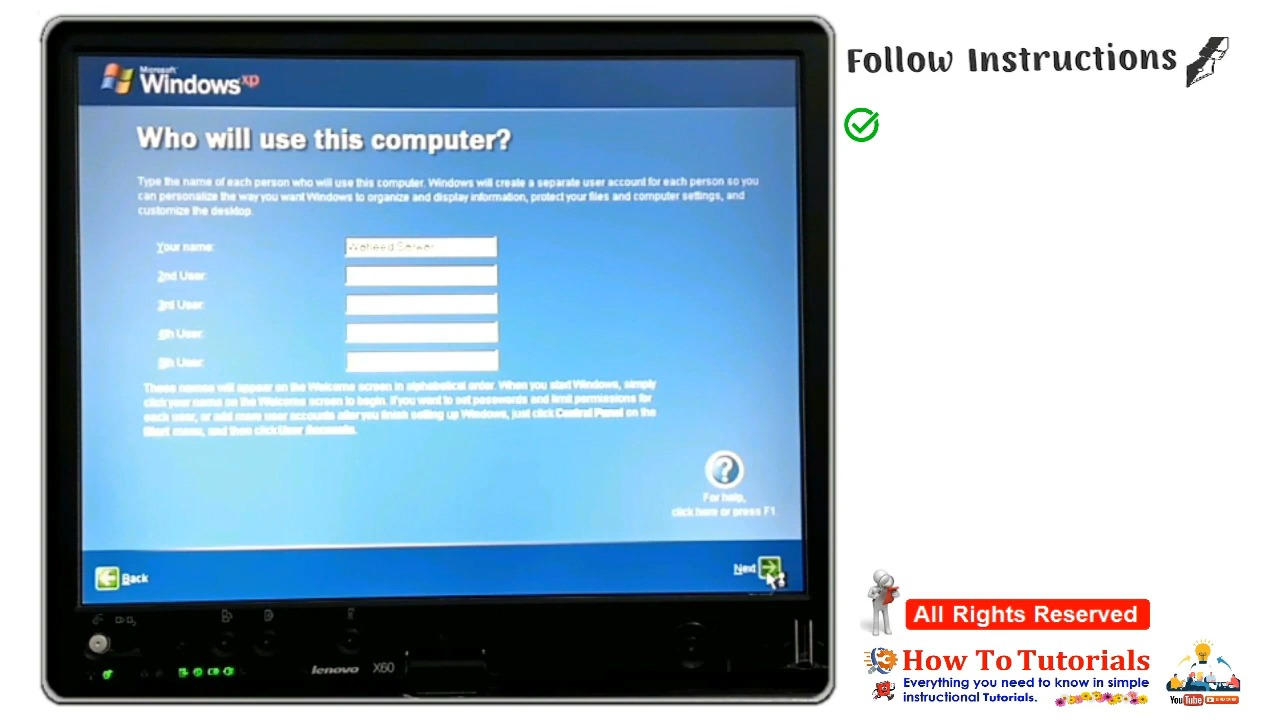 Follow Instructions
Microsoft
Windows xp
Who will use this computer?
Type the name of each person who will use this computer. Windows will create a separate user account for each person so you
can personalize the way you want Windows to organize and display information, protect your files and computer settings, and
customize the desktop.
Your name: Waheed Sarwar
2nd User:
3rd User:
4th User:
5th User:
These names will appear on the Welcome screen in alphabetical order. When you start Windows, simply
click your name on the Welcome screen to begin. If you want to set passwords and limit permissions for
each user, or add more user accounts after you finish setting up Windows, just click Control Panel on the
Start menu, and then click User Accounts.
For help,
click here or press F1
Back
Next
lenovo X60
All Rights Reserved
How To Tutorials
Everything you need to know in simple
instructional Tutorials.
YouTube